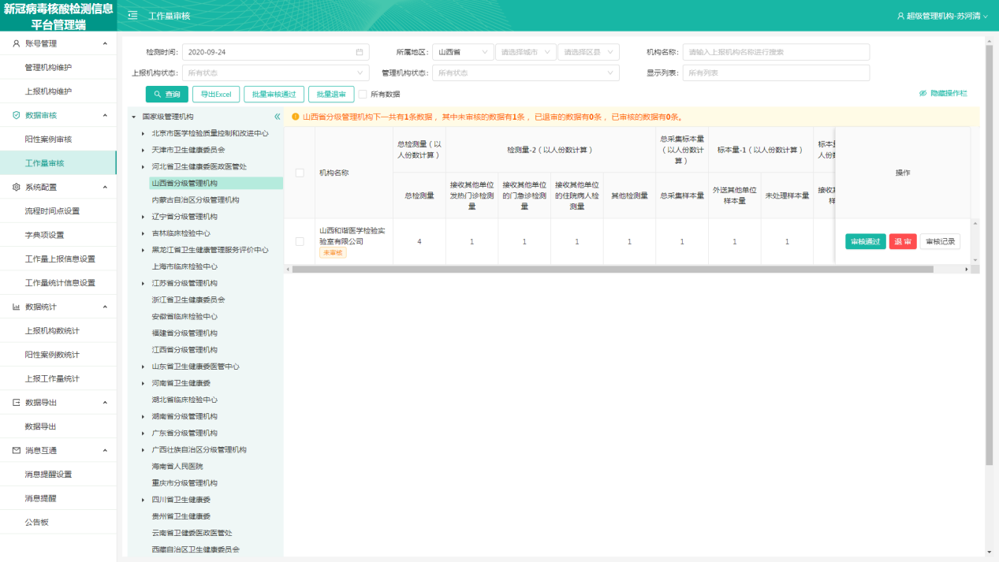 新冠病毒核酸检测信息
平台管理端
工作量审核
超级管理机构-苏河清
账号管理
管理机构维护
上报机构维护
数据审核
阳性案例审核
工作量审核
系统配置
流程时间点设置
字典项设置
工作量上报信息设置
工作量统计信息设置
数据统计
上报机构数统计
阳性案例数统计
上报工作量统计
数据导出
数据导出
消息互通
消息提醒设置
消息提醒
公告板
检测时间: 2020-09-24
所属地区: 山西省 请选择城市 请选择区县
机构名称: 请输入上报机构名称进行搜索
上报机构状态: 所有状态
管理机构状态: 所有状态
显示列表: 所有列表
查询 导出Excel 批量审核通过 批量退审 所有数据
隐藏操作栏
国家级管理机构
北京市医学检验质量控制和改进中心
天津市卫生健康委员会
河北省卫生健康委医政医管处
山西省分级管理机构
内蒙古自治区分级管理机构
辽宁省分级管理机构
吉林临床检验中心
黑龙江省卫生健康管理服务评价中心
上海市临床检验中心
江苏省分级管理机构
浙江省卫生健康委员会
安徽省临床检验中心
福建省分级管理机构
江西省分级管理机构
山东省卫生健康委医管中心
河南省卫生健康委
湖北省临床检验中心
湖南省分级管理机构
广东省分级管理机构
广西壮族自治区分级管理机构
海南省人民医院
重庆市分级管理机构
四川省卫生健康委
贵州省卫生健康委
云南省卫健委医政医管处
西藏自治区卫生健康委员会
山西省分级管理机构下一共有1条数据，其中未审核的数据有1条，已退审的数据有0条，已审核的数据有0条。
机构名称
总检测量（以
人份数计算）
检测量-2（以人份数计算）
总采集标本量
（以人份数计
算）
标本量-1（以人份数计算）
标本量
人份数
操作
总检测量
接收其他单位
发热门诊检测
量
接收其他单位
的门急诊检测
量
接收其他单位
的住院病人检
测量
其他检测量
总采集样本量
外送其他单位
样本量
未处理样本量
接收其
样
山西和谐医学检验实
验室有限公司
未审核
4 1 1 1 1 1 1 1
审核通过 退 审 审核记录